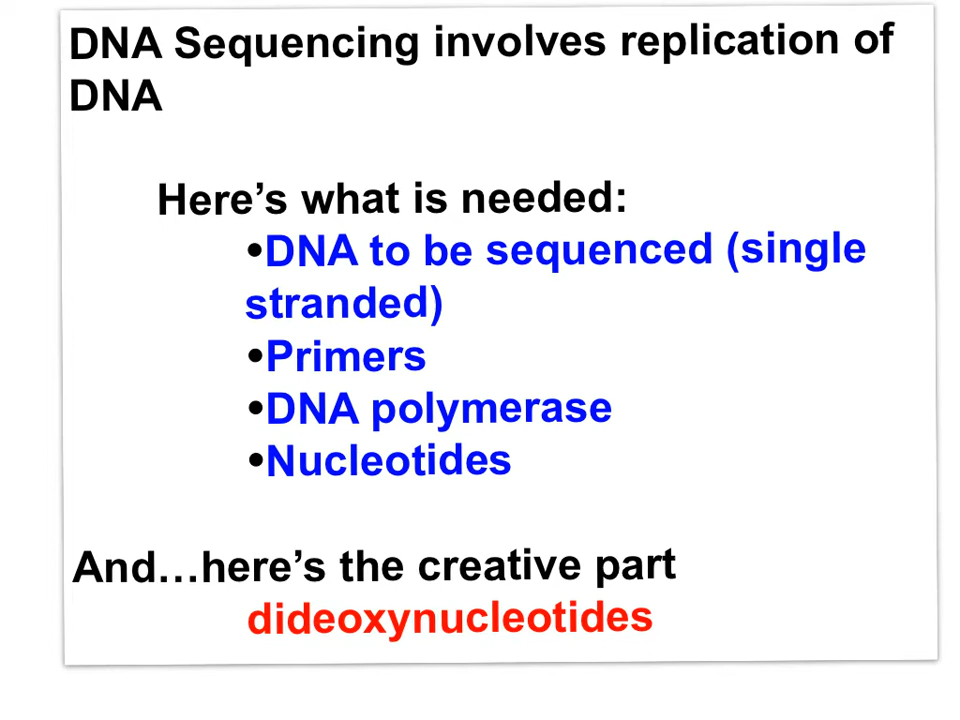 DNA Sequencing involves replication of
DNA
Here’s what is needed:
•DNA to be sequenced (single
stranded)
•Primers
•DNA polymerase
•Nucleotides
And…here’s the creative part
dideoxynucleotides